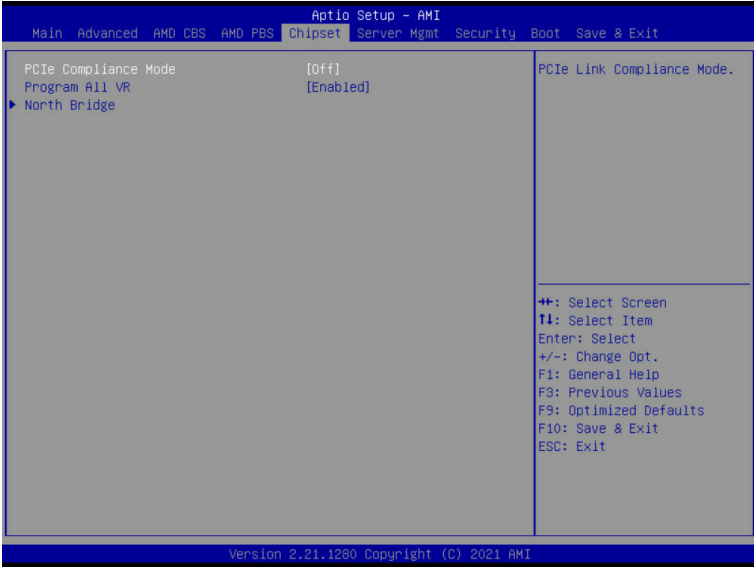 Aptio Setup - AMI
Main Advanced AMD CBS AMD PBS Chipset Server Mgmt Security Boot Save & Exit
PCIe Compliance Mode [Off]
Program All VR [Enabled]
North Bridge
PCIe Link Compliance Mode.
→←: Select Screen
↑↓: Select Item
Enter: Select
+/-: Change Opt.
F1: General Help
F3: Previous Values
F9: Optimized Defaults
F10: Save & Exit
ESC: Exit
Version 2.21.1280 Copyright (C) 2021 AMI